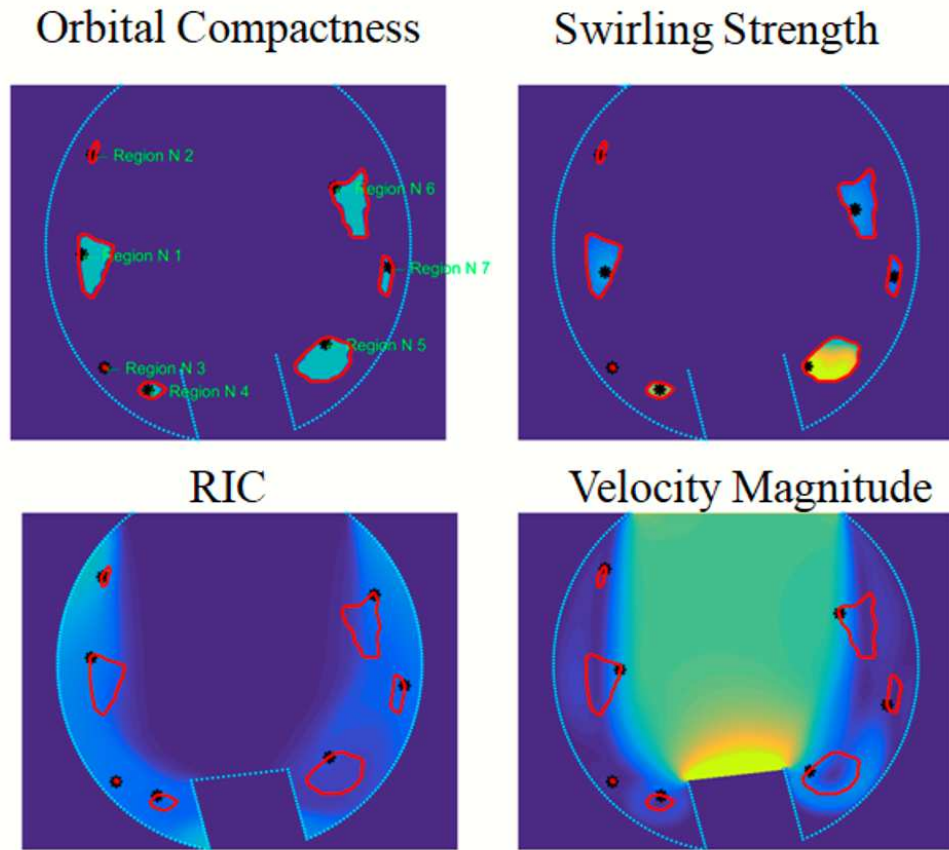 Orbital Compactness
Swirling Strength
Region N 2
Region N 6
Region N 1
Region N 7
Region N 5
Region N 3
Region N 4
RIC
Velocity Magnitude